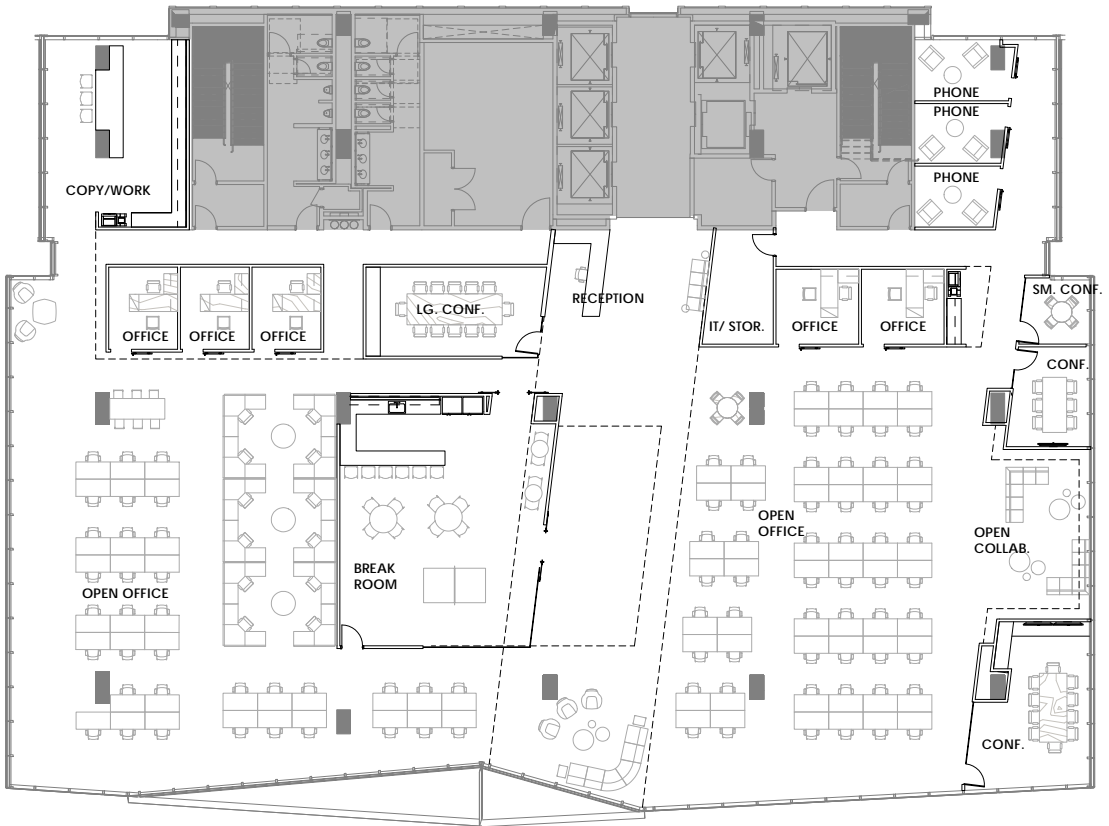 PHONE
PHONE
COPY/WORK
PHONE
SM. CONF.
RECEPTION
LG. CONF.
IT/ STOR.
OFFICE
OFFICE
OFFICE
OFFICE
OFFICE
CONF.
OPEN
OFFICE
OPEN
COLLAB.
BREAK
ROOM
OPEN OFFICE
CONF.